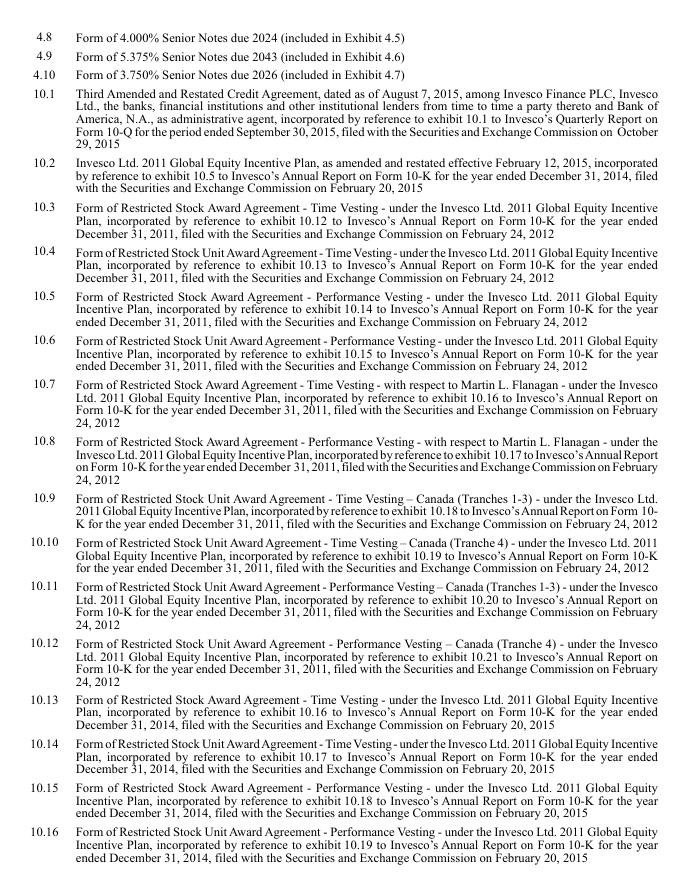 4.8 Form of 4.000% Senior Notes due 2024 (included in Exhibit 4.5)
4.9 Form of 5.375% Senior Notes due 2043 (included in Exhibit 4.6)
4.10 Form of 3.750% Senior Notes due 2026 (included in Exhibit 4.7)
10.1 Third Amended and Restated Credit Agreement, dated as of August 7, 2015, among Invesco Finance PLC, Invesco
Ltd., the banks, financial institutions and other institutional lenders from time to time a party thereto and Bank of
America, N.A., as administrative agent, incorporated by reference to exhibit 10.1 to Invesco's Quarterly Report on
Form 10-Q for the period ended September 30, 2015, filed with the Securities and Exchange Commission on October
29, 2015
10.2 Invesco Ltd. 2011 Global Equity Incentive Plan, as amended and restated effective February 12, 2015, incorporated
by reference to exhibit 10.5 to Invesco's Annual Report on Form 10-K for the year ended December 31, 2014, filed
with the Securities and Exchange Commission on February 20, 2015
10.3 Form of Restricted Stock Award Agreement - Time Vesting - under the Invesco Ltd. 2011 Global Equity Incentive
Plan, incorporated by reference to exhibit 10.12 to Invesco's Annual Report on Form 10-K for the year ended
December 31, 2011, filed with the Securities and Exchange Commission on February 24, 2012
10.4 Form of Restricted Stock Unit Award Agreement - Time Vesting - under the Invesco Ltd. 2011 Global Equity Incentive
Plan, incorporated by reference to exhibit 10.13 to Invesco's Annual Report on Form 10-K for the year ended
December 31, 2011, filed with the Securities and Exchange Commission on February 24, 2012
10.5 Form of Restricted Stock Award Agreement - Performance Vesting - under the Invesco Ltd. 2011 Global Equity
Incentive Plan, incorporated by reference to exhibit 10.14 to Invesco's Annual Report on Form 10-K for the year
ended December 31, 2011, filed with the Securities and Exchange Commission on February 24, 2012
10.6 Form of Restricted Stock Unit Award Agreement - Performance Vesting - under the Invesco Ltd. 2011 Global Equity
Incentive Plan, incorporated by reference to exhibit 10.15 to Invesco's Annual Report on Form 10-K for the year
ended December 31, 2011, filed with the Securities and Exchange Commission on February 24, 2012
10.7 Form of Restricted Stock Award Agreement - Time Vesting - with respect to Martin L. Flanagan - under the Invesco
Ltd. 2011 Global Equity Incentive Plan, incorporated by reference to exhibit 10.16 to Invesco's Annual Report on
Form 10-K for the year ended December 31, 2011, filed with the Securities and Exchange Commission on February
24, 2012
10.8 Form of Restricted Stock Award Agreement - Performance Vesting - with respect to Martin L. Flanagan - under the
Invesco Ltd. 2011 Global Equity Incentive Plan, incorporated by reference to exhibit 10.17 to Invesco's Annual Report
on Form 10-K for the year ended December 31, 2011, filed with the Securities and Exchange Commission on February
24, 2012
10.9 Form of Restricted Stock Unit Award Agreement - Time Vesting – Canada (Tranches 1-3) - under the Invesco Ltd.
2011 Global Equity Incentive Plan, incorporated by reference to exhibit 10.18 to Invesco's Annual Report on Form 10-
K for the year ended December 31, 2011, filed with the Securities and Exchange Commission on February 24, 2012
10.10 Form of Restricted Stock Unit Award Agreement - Time Vesting – Canada (Tranche 4) - under the Invesco Ltd. 2011
Global Equity Incentive Plan, incorporated by reference to exhibit 10.19 to Invesco's Annual Report on Form 10-K
for the year ended December 31, 2011, filed with the Securities and Exchange Commission on February 24, 2012
10.11 Form of Restricted Stock Unit Award Agreement - Performance Vesting – Canada (Tranches 1-3) - under the Invesco
Ltd. 2011 Global Equity Incentive Plan, incorporated by reference to exhibit 10.20 to Invesco's Annual Report on
Form 10-K for the year ended December 31, 2011, filed with the Securities and Exchange Commission on February
24, 2012
10.12 Form of Restricted Stock Unit Award Agreement - Performance Vesting – Canada (Tranche 4) - under the Invesco
Ltd. 2011 Global Equity Incentive Plan, incorporated by reference to exhibit 10.21 to Invesco's Annual Report on
Form 10-K for the year ended December 31, 2011, filed with the Securities and Exchange Commission on February
24, 2012
10.13 Form of Restricted Stock Award Agreement - Time Vesting - under the Invesco Ltd. 2011 Global Equity Incentive
Plan, incorporated by reference to exhibit 10.16 to Invesco's Annual Report on Form 10-K for the year ended
December 31, 2014, filed with the Securities and Exchange Commission on February 20, 2015
10.14 Form of Restricted Stock Unit Award Agreement - Time Vesting - under the Invesco Ltd. 2011 Global Equity Incentive
Plan, incorporated by reference to exhibit 10.17 to Invesco's Annual Report on Form 10-K for the year ended
December 31, 2014, filed with the Securities and Exchange Commission on February 20, 2015
10.15 Form of Restricted Stock Award Agreement - Performance Vesting - under the Invesco Ltd. 2011 Global Equity
Incentive Plan, incorporated by reference to exhibit 10.18 to Invesco's Annual Report on Form 10-K for the year
ended December 31, 2014, filed with the Securities and Exchange Commission on February 20, 2015
10.16 Form of Restricted Stock Unit Award Agreement - Performance Vesting - under the Invesco Ltd. 2011 Global Equity
Incentive Plan, incorporated by reference to exhibit 10.19 to Invesco's Annual Report on Form 10-K for the year
ended December 31, 2014, filed with the Securities and Exchange Commission on February 20, 2015